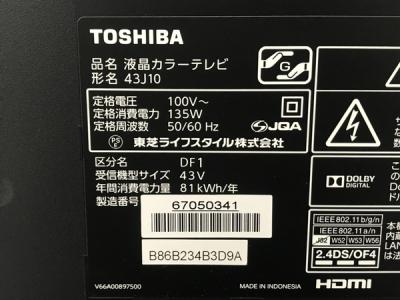 TOSHIBA
品名 液晶カラーテレビ
形名 43J10
G
定格電圧 100V～
定格消費電力 135W
定格周波数 50/60 Hz
PS
E
JQA
東芝ライフスタイル株式会社
区分名 DF1
受信機型サイズ 43V
年間消費電力量 81kWh/年
製造番号
67050341
B86B234B3D9A
DOLBY
DIGITAL
IEEE802.11b/g/n
IEEE802.11a/n
J52 W52 W53 W56
2.4DS/OF4
V66A00897500
MADE IN INDONESIA
HDMI